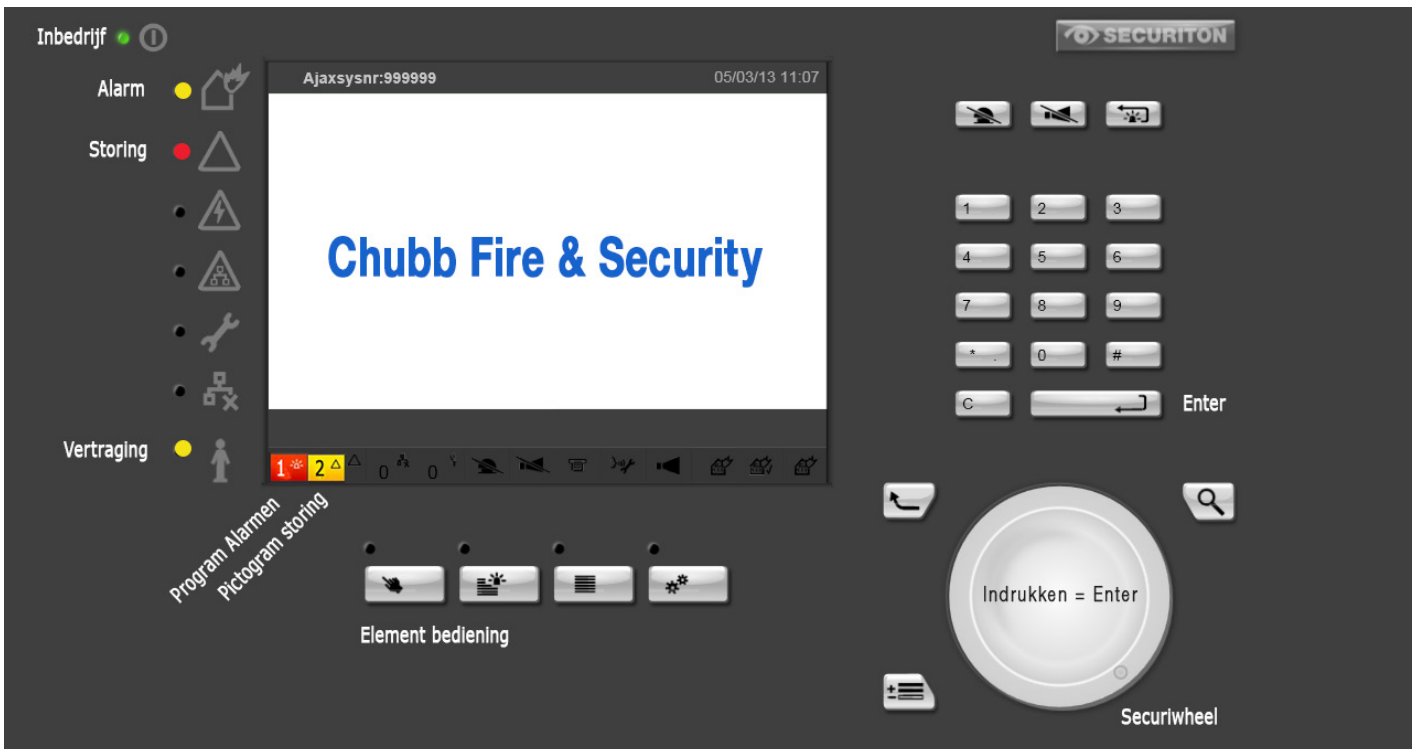 Inbedrijf
SECURITON
Alarm
Ajaxsysnr:999999 05/03/13 11:07
Storing
1 2 3
Chubb Fire & Security
4 5 6
7 8 9
* . 0 #
C Enter
Vertraging
1 2 0 0
Program Alarmen
Pictogram storing
Indrukken = Enter
Element bediening
Securiwheel